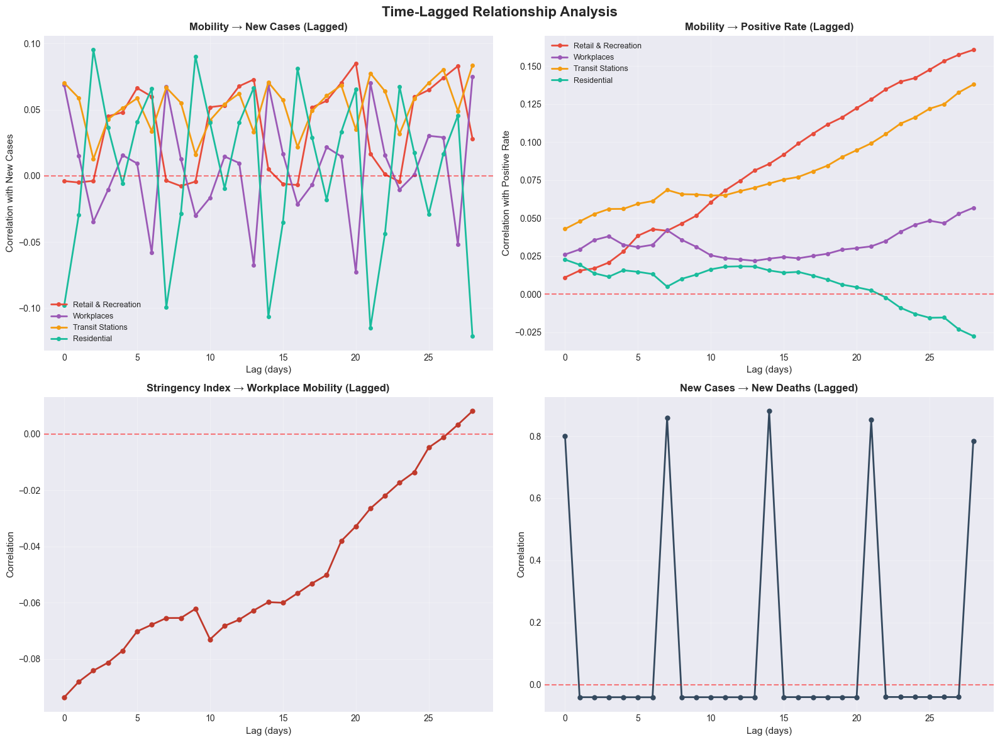 Time-Lagged Relationship Analysis
Mobility → New Cases (Lagged)
0.10
0.05
0.00
−0.05
−0.10
Correlation with New Cases
Retail & Recreation
Workplaces
Transit Stations
Residential
0 5 10 15 20 25
Lag (days)
Mobility → Positive Rate (Lagged)
Retail & Recreation
Workplaces
Transit Stations
Residential
0.150
0.125
0.100
0.075
0.050
0.025
0.000
−0.025
Correlation with Positive Rate
0 5 10 15 20 25
Lag (days)
Stringency Index → Workplace Mobility (Lagged)
0.00
−0.02
−0.04
−0.06
−0.08
Correlation
0 5 10 15 20 25
Lag (days)
New Cases → New Deaths (Lagged)
0.8
0.6
0.4
0.2
0.0
Correlation
0 5 10 15 20 25
Lag (days)